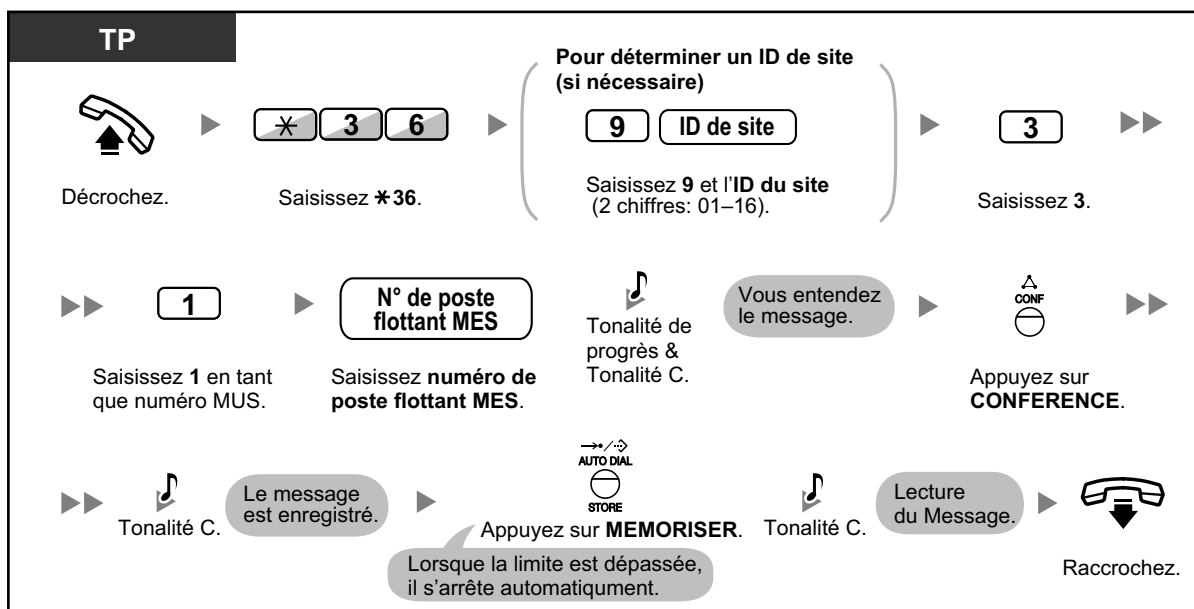 TP
Pour déterminer un ID de site
(si nécessaire)
✳ 3 6
9 ID de site
3
Décrochez.
Saisissez ✳36.
Saisissez 9 et l'ID du site
(2 chiffres: 01–16).
Saisissez 3.
1
N° de poste
flottant MES
Tonalité de
progrès &
Tonalité C.
Vous entendez
le message.
CONF
Saisissez 1 en tant
que numéro MUS.
Saisissez numéro de
poste flottant MES.
Appuyez sur
CONFERENCE.
Tonalité C.
Le message
est enregistré.
AUTO DIAL
STORE
Appuyez sur MEMORISER.
Lorsque la limite est dépassée,
il s'arrête automatiqument.
Tonalité C.
Lecture
du Message.
Raccrochez.